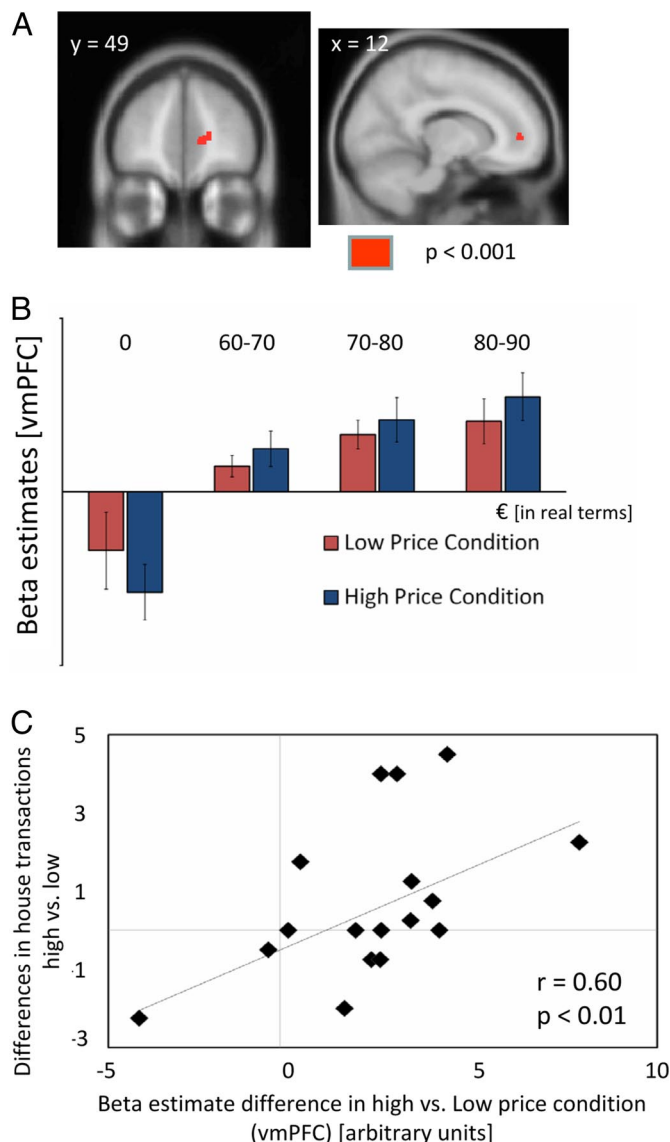 A
y = 49
x = 12
p < 0.001
B
Beta estimates [vmPFC]
0 60-70 70-80 80-90
€ [in real terms]
Low Price Condition
High Price Condition
C
Differences in house transactions
high vs. low
5
3
1
-1
-3
r = 0.60
p < 0.01
-5 0 5 10
Beta estimate difference in high vs. Low price condition
(vmPFC) [arbitrary units]